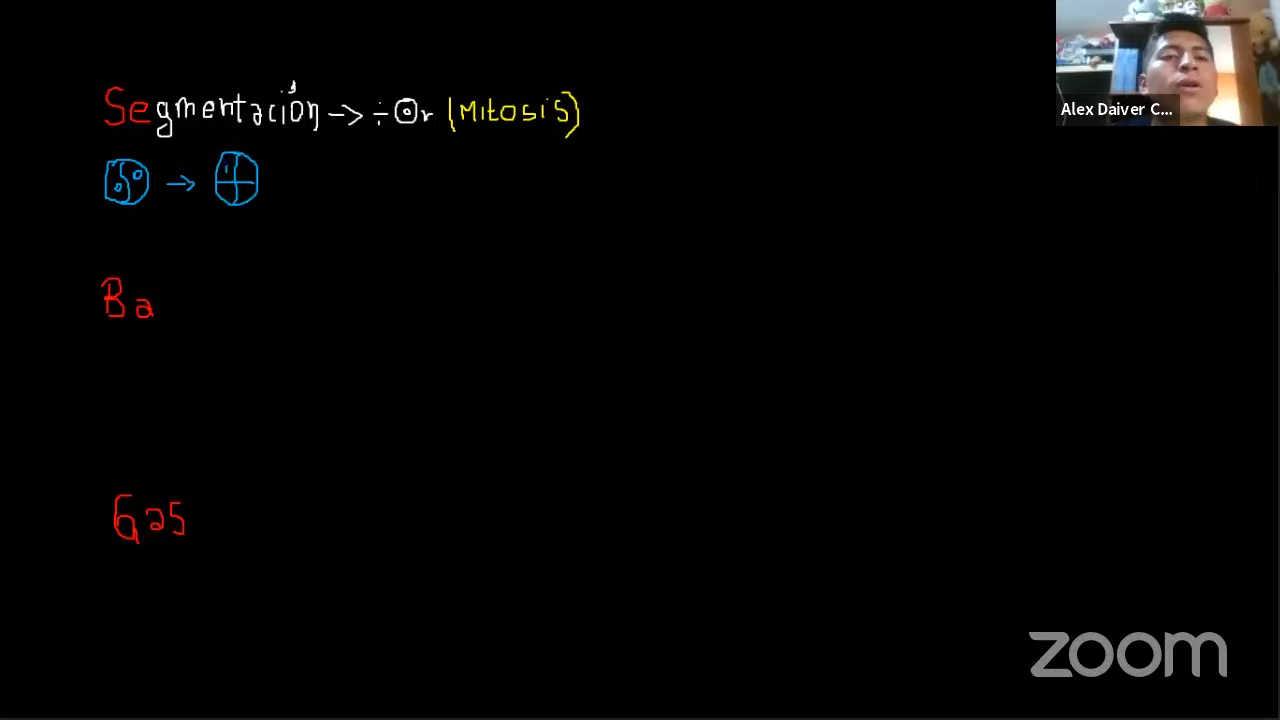 Segmentación -> ÷ ⊙r (Mitosis)
Alex Daiver C...
->
Ba
Gas
zoom